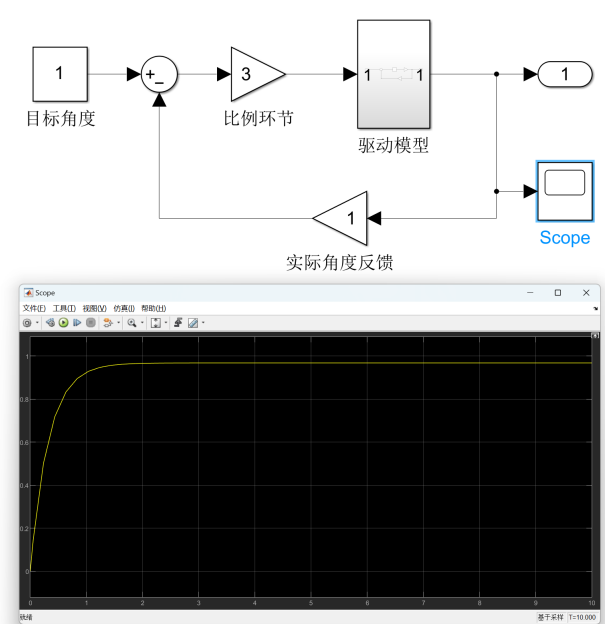 1
目标角度
+
−
3
比例环节
1 1
驱动模型
1
1
实际角度反馈
Scope
Scope
文件(F) 工具(T) 视图(V) 仿真(I) 帮助(H)
1
0.8
0.6
0.4
0.2
0
0 1 2 3 4 5 6 7 8 9 10
就绪
基于采样 T=10.000